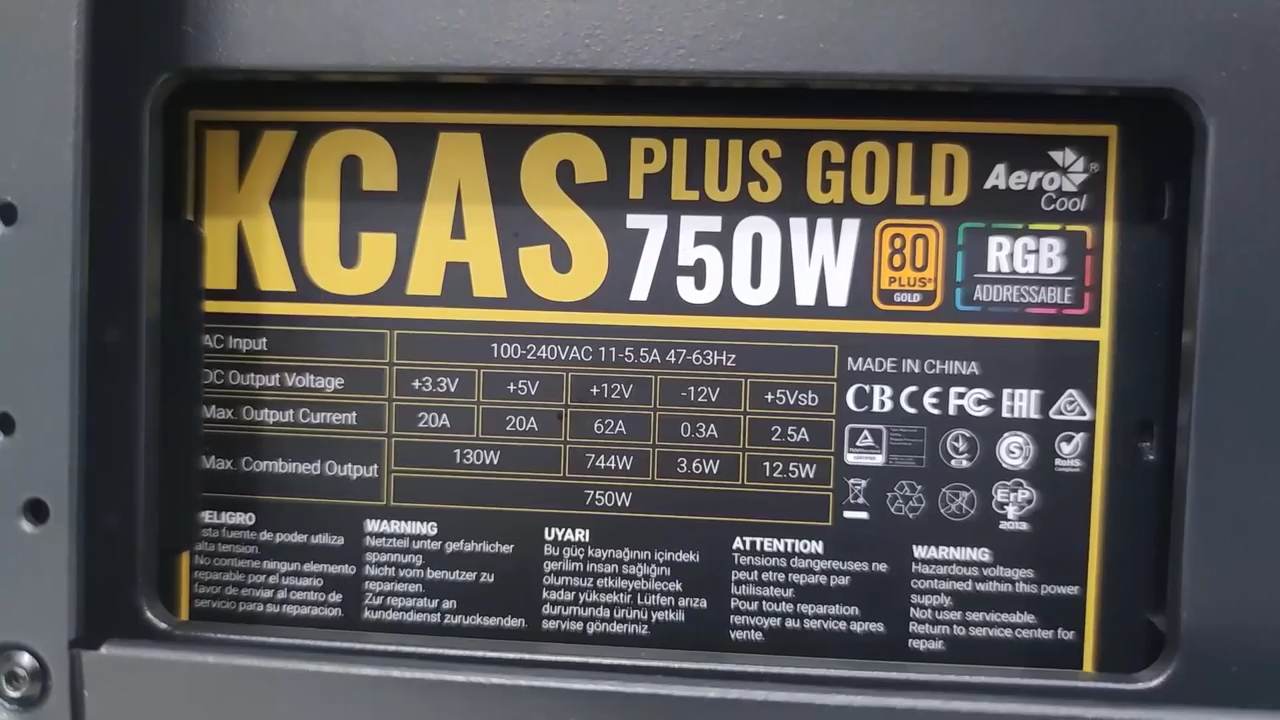 KCAS PLUS GOLD
750W
Aero
Cool
®
80
PLUS®
GOLD
RGB
ADDRESSABLE
AC Input 100-240VAC 11-5.5A 47-63Hz
DC Output Voltage +3.3V +5V +12V -12V +5Vsb
Max. Output Current 20A 20A 62A 0.3A 2.5A
Max. Combined Output 130W 744W 3.6W 12.5W
750W
MADE IN CHINA
CB CE FC EAC
RoHS
ErP
2013
ELIGRO
sta fuente de poder utiliza
alta tension.
No contiene ningun elemento
reparable por el usuario
favor de enviar al centro de
servicio para su reparacion.
WARNING
Netzteil unter gefahrlicher
spannung.
Nicht vom benutzer zu
reparieren.
Zur reparatur an
kundendienst zurucksenden.
UYARI
Bu güç kaynağının içindeki
gerilim insan sağlığını
olumsuz etkileyebilecek
kadar yüksektir. Lütfen arıza
durumunda ürünü yetkili
servise gönderiniz.
ATTENTION
Tensions dangereuses ne
peut etre repare par
lutilisateur.
Pour toute reparation
renvoyer au service apres
vente.
WARNING
Hazardous voltages
contained within this power
supply.
Not user serviceable.
Return to service center for
repair.